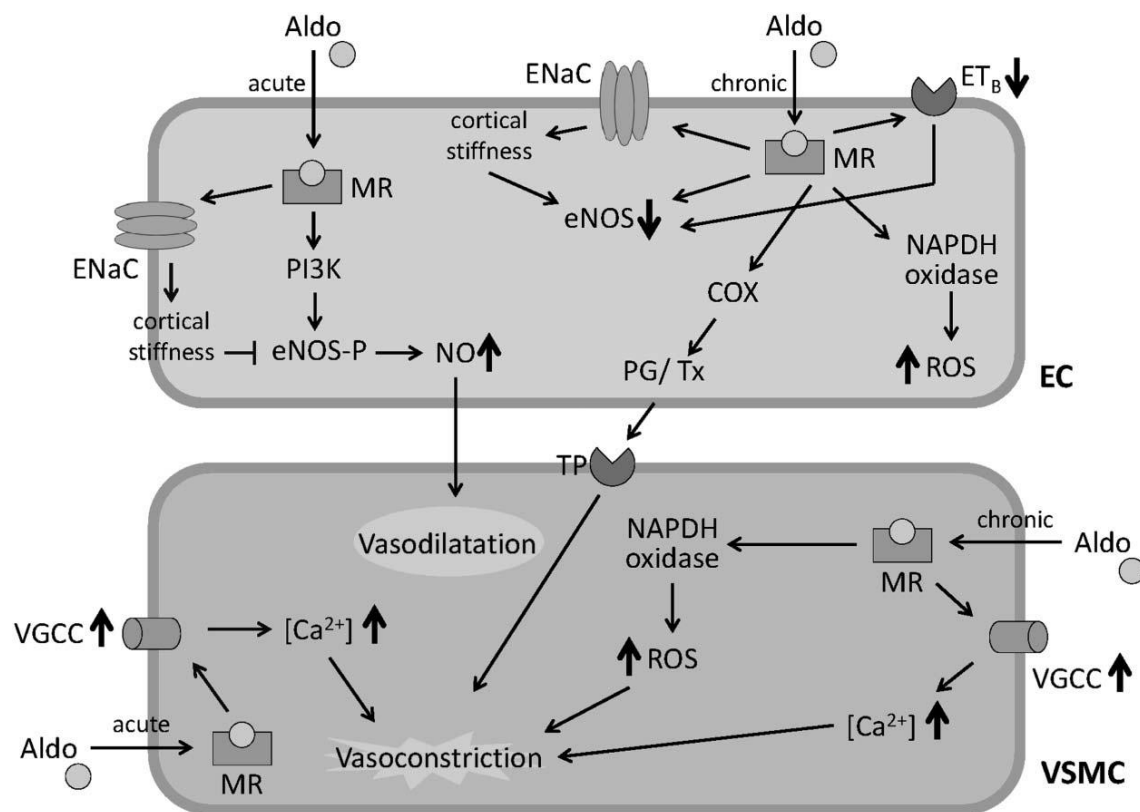 Aldo
acute
MR
ENaC
PI3K
cortical
stiffness
eNOS-P
NO
ENaC
cortical
stiffness
Aldo
chronic
MR
ET_B
eNOS
COX
PG/ Tx
NAPDH
oxidase
ROS
EC
TP
Vasodilatation
NAPDH
oxidase
ROS
chronic
Aldo
MR
VGCC
[Ca²⁺]
VGCC
[Ca²⁺]
Aldo
acute
MR
Vasoconstriction
VSMC